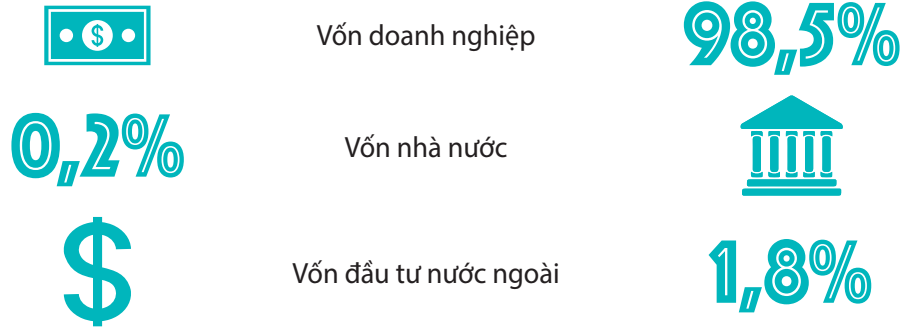 Vốn doanh nghiệp 98,5%
0,2% Vốn nhà nước
$ Vốn đầu tư nước ngoài 1,8%